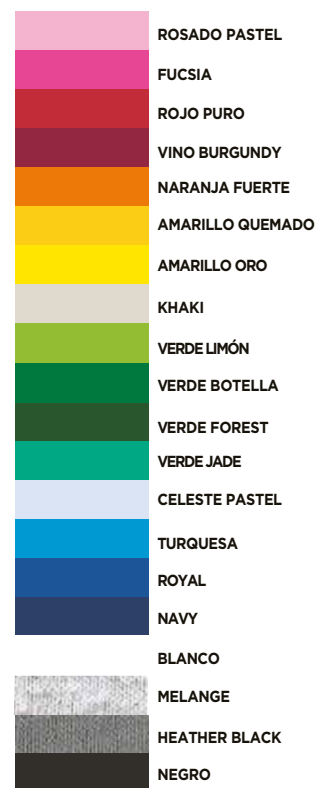 ROSADO PASTEL
FUCSIA
ROJO PURO
VINO BURGUNDY
NARANJA FUERTE
AMARILLO QUEMADO
AMARILLO ORO
KHAKI
VERDE LIMÓN
VERDE BOTELLA
VERDE FOREST
VERDE JADE
CELESTE PASTEL
TURQUESA
ROYAL
NAVY
BLANCO
MELANGE
HEATHER BLACK
NEGRO